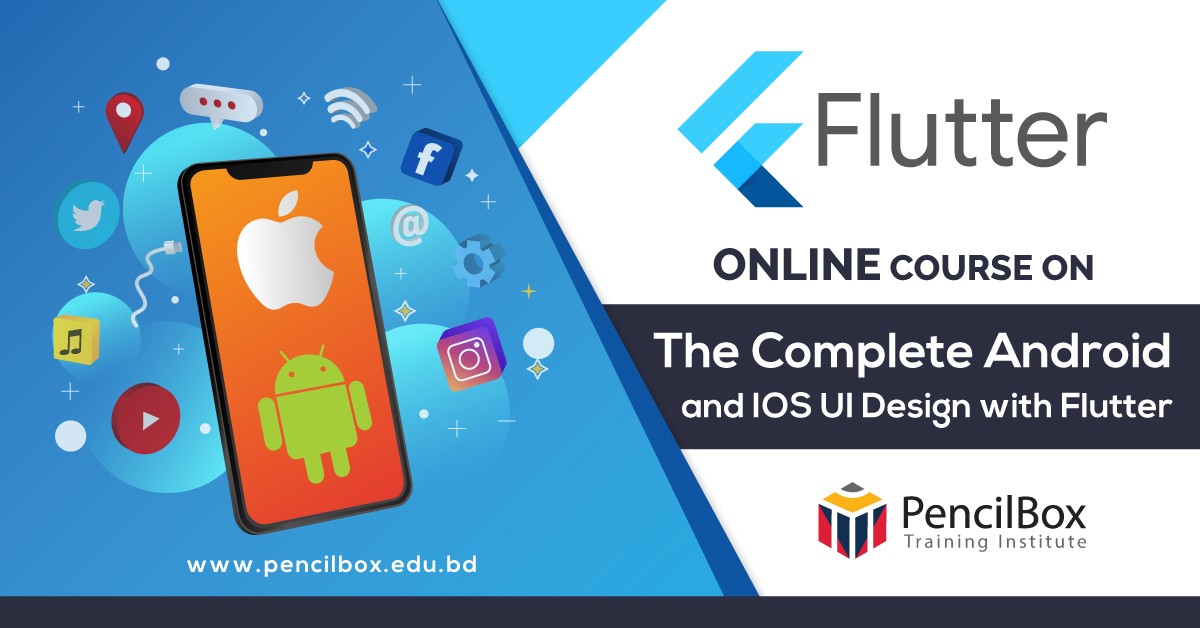 Flutter
ONLINE COURSE ON
The Complete Android
and IOS UI Design with Flutter
PencilBox
Training Institute
www.pencilbox.edu.bd
f
@